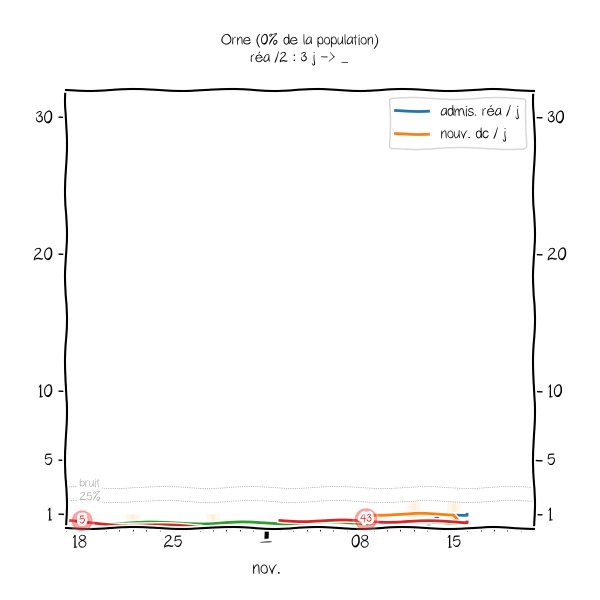 Orne (0% de la population)
réa /2 : 3 j -> _
admis. réa / j
nouv. dc / j
30 30
20 20
10 10
5 5
bruit
25%
1 1
5 43
18 25 08 15
nov.